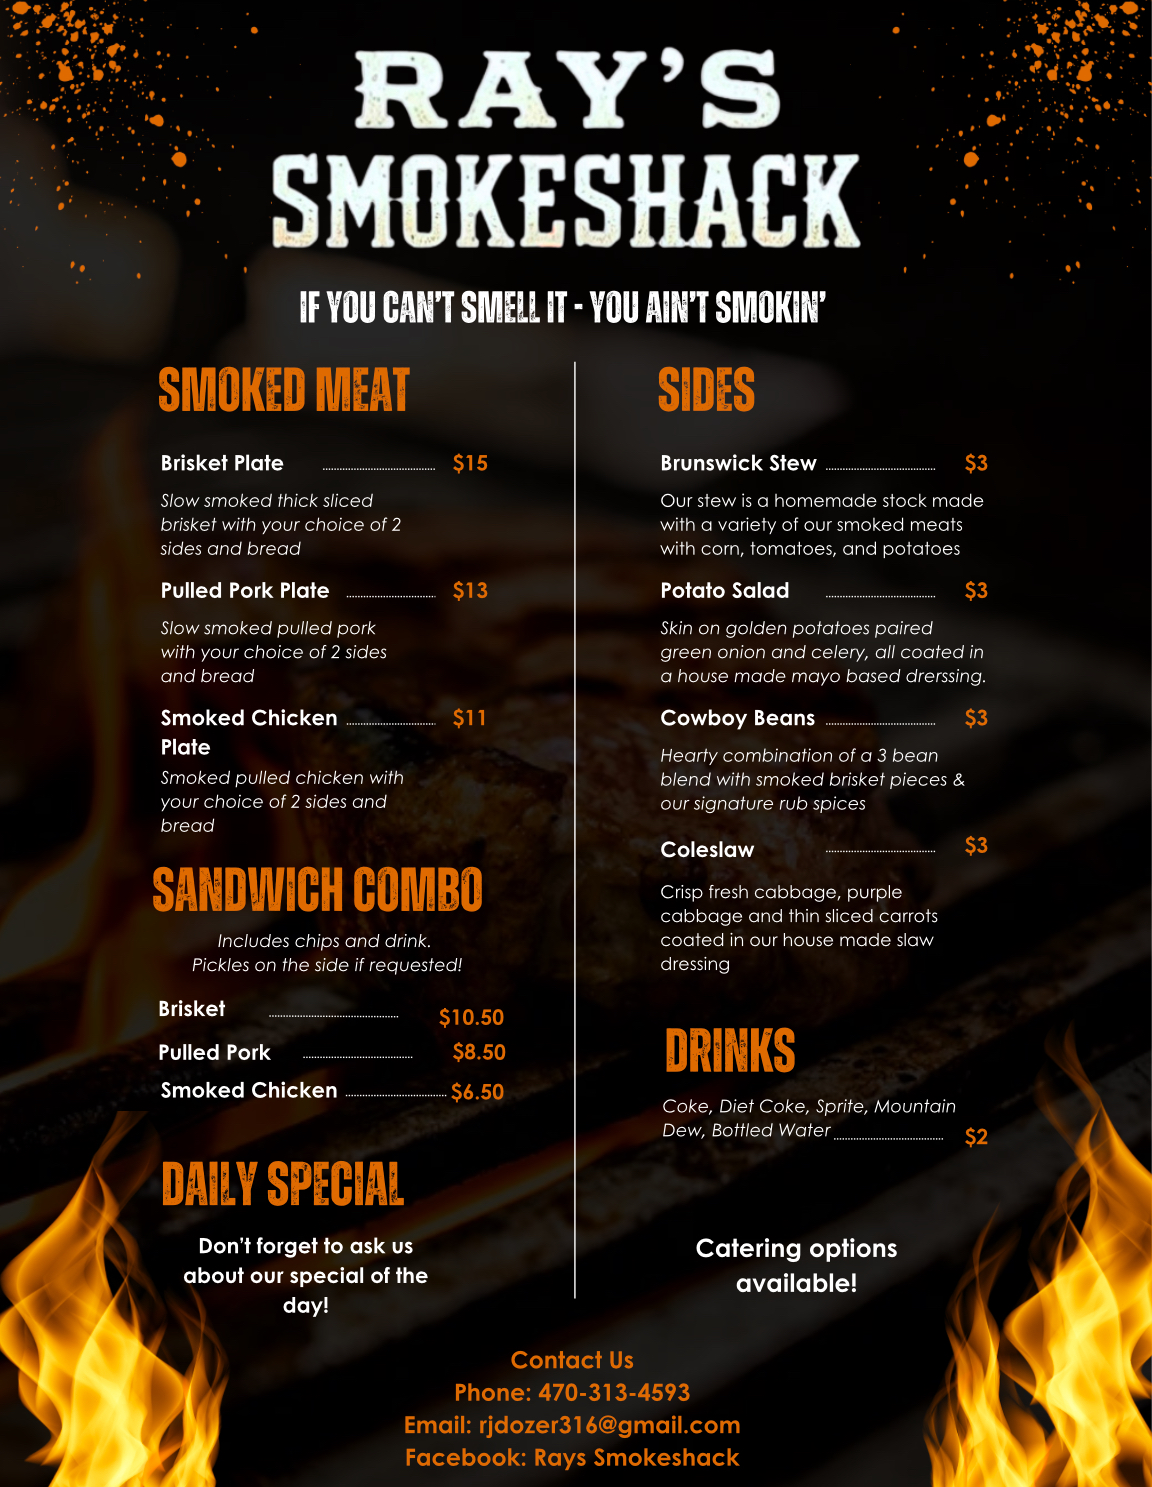 RAY'S
SMOKESHACK
IF YOU CAN'T SMELL IT - YOU AIN'T SMOKIN'
SMOKED MEAT
Brisket Plate $15
Slow smoked thick sliced
brisket with your choice of 2
sides and bread
Pulled Pork Plate $13
Slow smoked pulled pork
with your choice of 2 sides
and bread
Smoked Chicken $11
Plate
Smoked pulled chicken with
your choice of 2 sides and
bread
SANDWICH COMBO
Includes chips and drink.
Pickles on the side if requested!
Brisket $10.50
Pulled Pork $8.50
Smoked Chicken $6.50
DAILY SPECIAL
Don't forget to ask us
about our special of the
day!
SIDES
Brunswick Stew $3
Our stew is a homemade stock made
with a variety of our smoked meats
with corn, tomatoes, and potatoes
Potato Salad $3
Skin on golden potatoes paired
green onion and celery, all coated in
a house made mayo based drerssing.
Cowboy Beans $3
Hearty combination of a 3 bean
blend with smoked brisket pieces &
our signature rub spices
Coleslaw $3
Crisp fresh cabbage, purple
cabbage and thin sliced carrots
coated in our house made slaw
dressing
DRINKS
Coke, Diet Coke, Sprite, Mountain
Dew, Bottled Water $2
Catering options
available!
Contact Us
Phone: 470-313-4593
Email: rjdozer316@gmail.com
Facebook: Rays Smokeshack